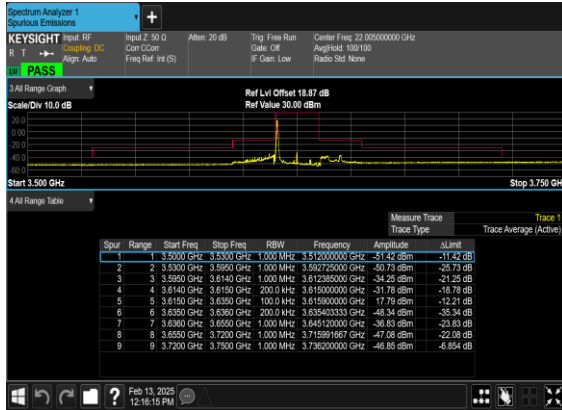 Spectrum Analyzer 1
Spurious Emissions
+
KEYSIGHT Input: RF Input Z: 50 Ω Atten: 20 dB Trig: Free Run Center Freq: 22.005000000 GHz
R T Coupling: DC Corr CCorr Gate: Off Avg|Hold: 100/100
Align: Auto Freq Ref: Int (S) IF Gain: Low Radio Std: None
LU PASS
3 All Range Graph
Ref Lvl Offset 18.87 dB
Scale/Div 10.0 dB Ref Value 30.00 dBm
20.0
0.00
-20.0
-40.0
-60.0
Start 3.500 GHz Stop 3.750 GH
4 All Range Table
Measure Trace Trace 1
Trace Type Trace Average (Active)
Spur Range Start Freq Stop Freq RBW Frequency Amplitude ΔLimit
1 1 3.5000 GHz 3.5300 GHz 1.000 MHz 3.512000000 GHz -51.42 dBm -11.42 dB
2 2 3.5300 GHz 3.5950 GHz 1.000 MHz 3.592725000 GHz -50.73 dBm -25.73 dB
3 3 3.5950 GHz 3.6140 GHz 1.000 MHz 3.612385000 GHz -34.25 dBm -21.25 dB
4 4 3.6140 GHz 3.6150 GHz 200.0 kHz 3.615000000 GHz -31.78 dBm -18.78 dB
5 5 3.6150 GHz 3.6350 GHz 100.0 kHz 3.615900000 GHz 17.79 dBm -12.21 dB
6 6 3.6350 GHz 3.6360 GHz 200.0 kHz 3.635403333 GHz -48.34 dBm -35.34 dB
7 7 3.6360 GHz 3.6550 GHz 1.000 MHz 3.645120000 GHz -36.83 dBm -23.83 dB
8 8 3.6550 GHz 3.7200 GHz 1.000 MHz 3.715991667 GHz -47.08 dBm -22.08 dB
9 9 3.7200 GHz 3.7500 GHz 1.000 MHz 3.736200000 GHz -46.85 dBm -6.854 dB
? Feb 13, 2025
12:16:15 PM